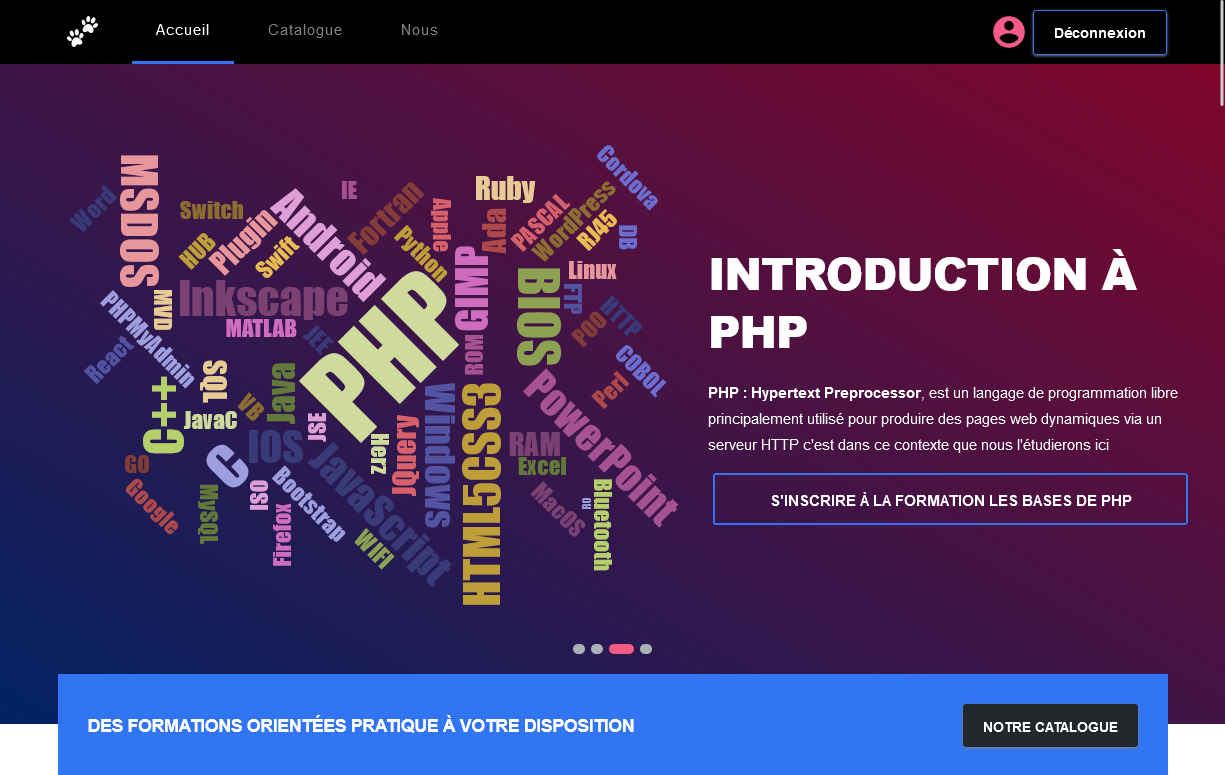 Accueil
Catalogue
Nous
Déconnexion
Cordova
MSDOS
Word
IE
Ruby
Switch
Android
Fortran
Apple
Ada
PASCAL
WordPress
RJ45
DB
HUB
Plugin
Swift
Python
GIMP
Linux
Inkscape
MVD
PHPMyAdmin
MATLAB
JEE
PHP
ROM
BIOS
FTP
POO
HTTP
COBOL
React
SQS
Java
VB
JavaC
C++
JSE
IOS
C
Herz
JQuery
Windows
HTML5CSS3
Perl
PowerPoint
RAM
Excel
GO
Google
MySQL
ISO
Firefox
Bootstrap
JavaScript
WIFI
MacOS
Bluetooth
INTRODUCTION À
PHP
PHP : Hypertext Preprocessor, est un langage de programmation libre
principalement utilisé pour produire des pages web dynamiques via un
serveur HTTP c'est dans ce contexte que nous l'étudierons ici
S'INSCRIRE À LA FORMATION LES BASES DE PHP
DES FORMATIONS ORIENTÉES PRATIQUE À VOTRE DISPOSITION
NOTRE CATALOGUE